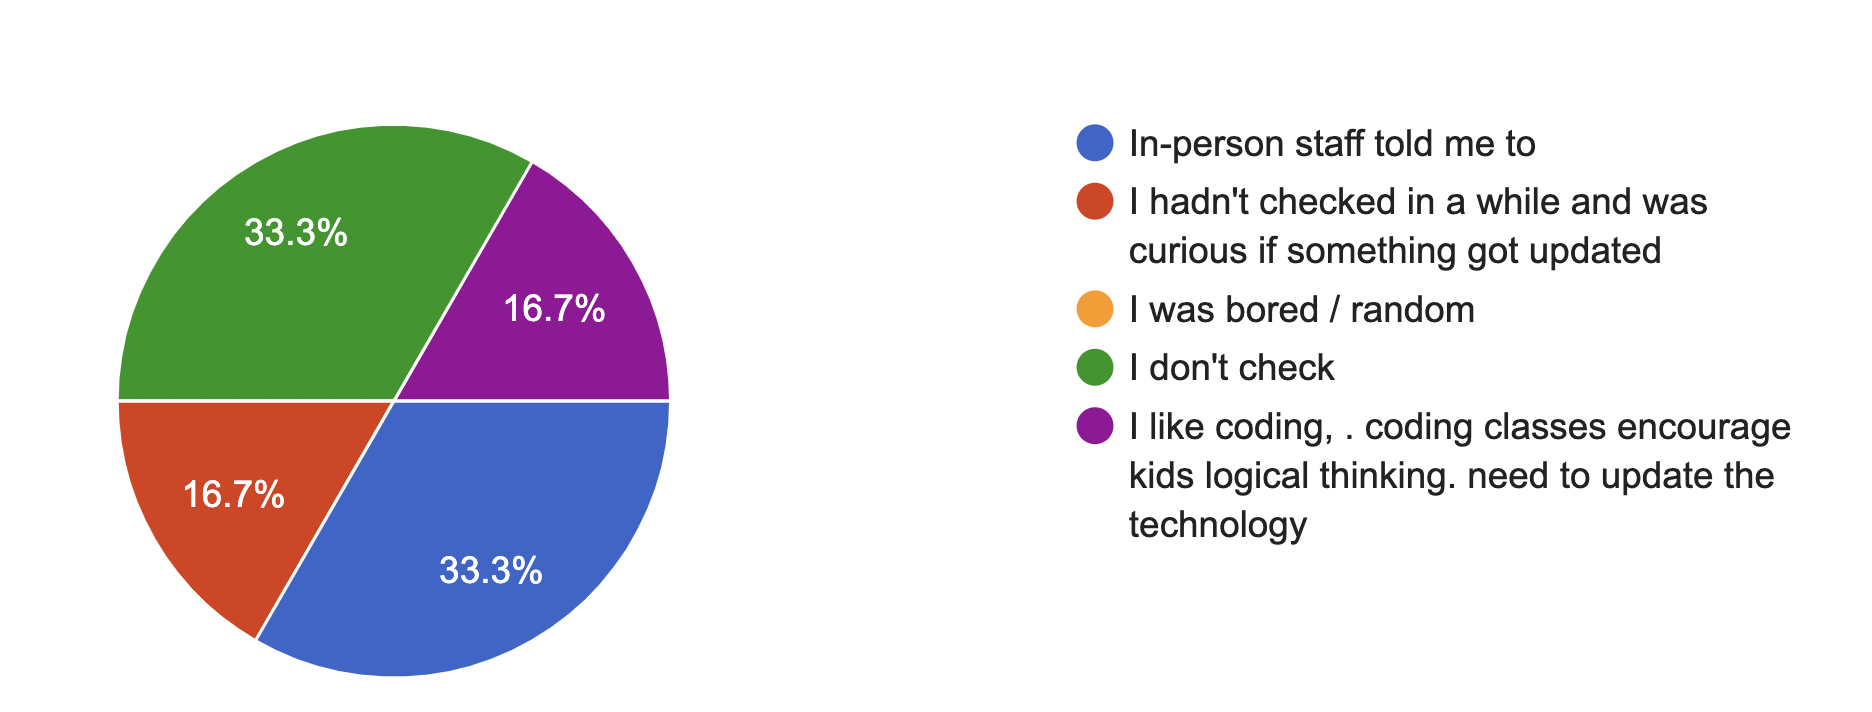 33.3%
16.7%
16.7%
33.3%
In-person staff told me to
I hadn't checked in a while and was
curious if something got updated
I was bored / random
I don't check
I like coding, . coding classes encourage
kids logical thinking. need to update the
technology